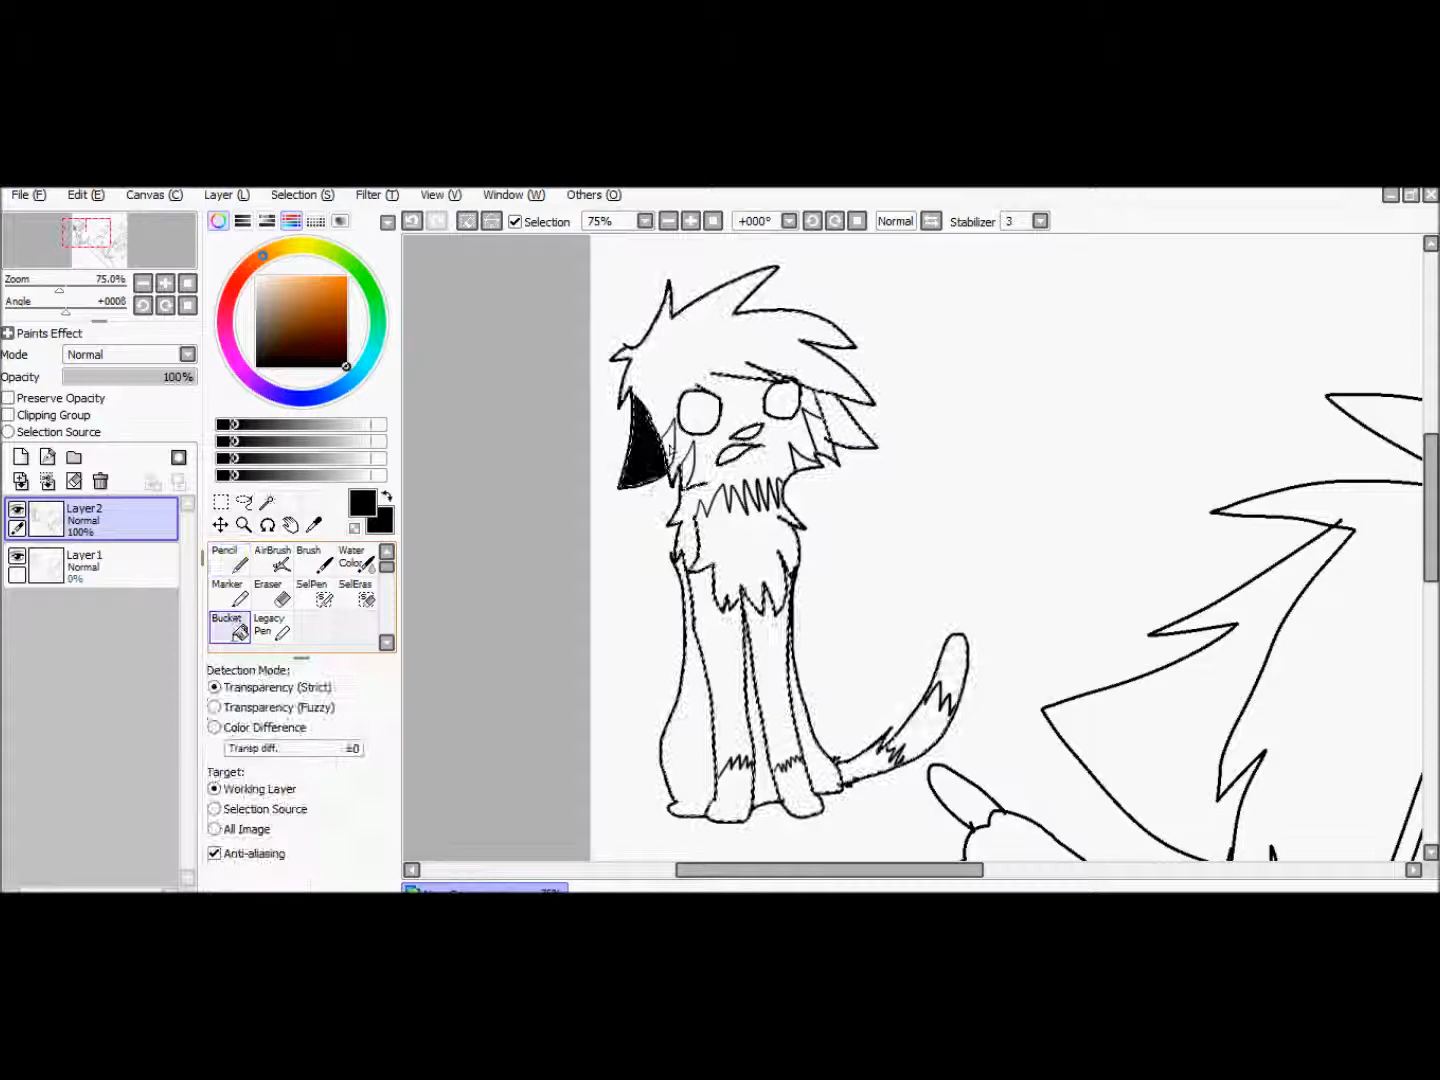 File (F) Edit (E) Canvas (C) Layer (L) Selection (S) Filter (T) View (V) Window (W) Others (O)
Selection 75% +000° Normal Stabilizer 3
Zoom 75.0%
Angle +000
Paints Effect
Mode Normal
Opacity 100%
Preserve Opacity
Clipping Group
Selection Source
Layer2
Normal
100%
Layer1
Normal
0%
Pencil AirBrush Brush Water Color
Marker Eraser SelPen SelEras
Bucket Legacy Pen
Detection Mode:
Transparency (Strict)
Transparency (Fuzzy)
Color Difference
Transp diff. ±0
Target:
Working Layer
Selection Source
All Image
Anti-aliasing